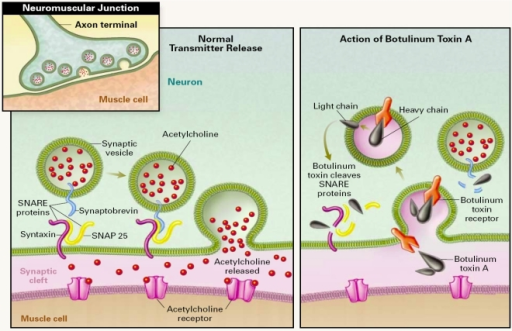 Neuromuscular Junction
Axon terminal
Muscle cell
Normal
Transmitter Release
Neuron
Synaptic
vesicle
Acetylcholine
SNARE
proteins
Synaptobrevin
Syntaxin
SNAP 25
Synaptic
cleft
Acetylcholine
released
Acetylcholine
receptor
Muscle cell
Action of Botulinum Toxin A
Light chain
Heavy chain
Botulinum
toxin cleaves
SNARE
proteins
Botulinum
toxin
receptor
Botulinum
toxin A